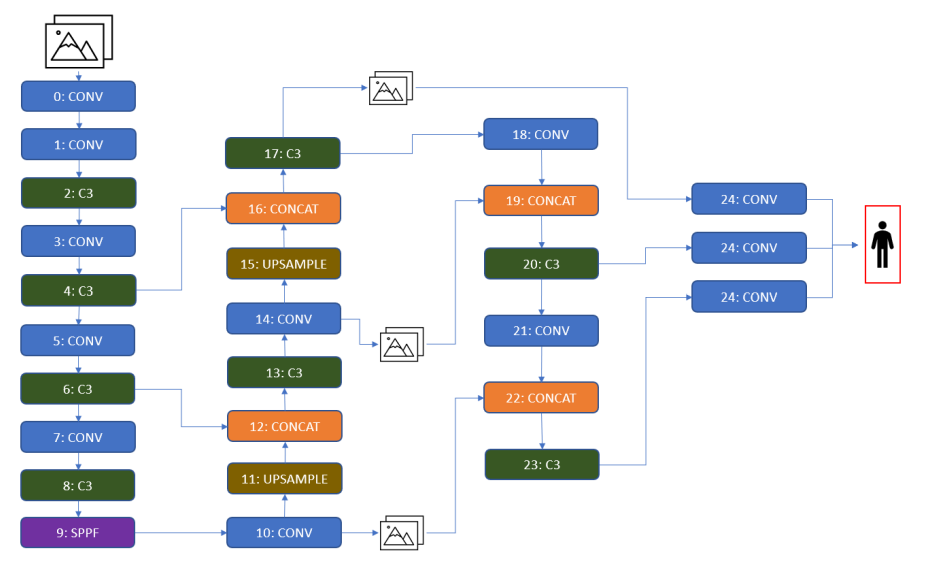 0: CONV
1: CONV
2: C3
3: CONV
4: C3
5: CONV
6: C3
7: CONV
8: C3
9: SPPF
17: C3
16: CONCAT
15: UPSAMPLE
14: CONV
13: C3
12: CONCAT
11: UPSAMPLE
10: CONV
18: CONV
19: CONCAT
20: C3
21: CONV
22: CONCAT
23: C3
24: CONV
24: CONV
24: CONV